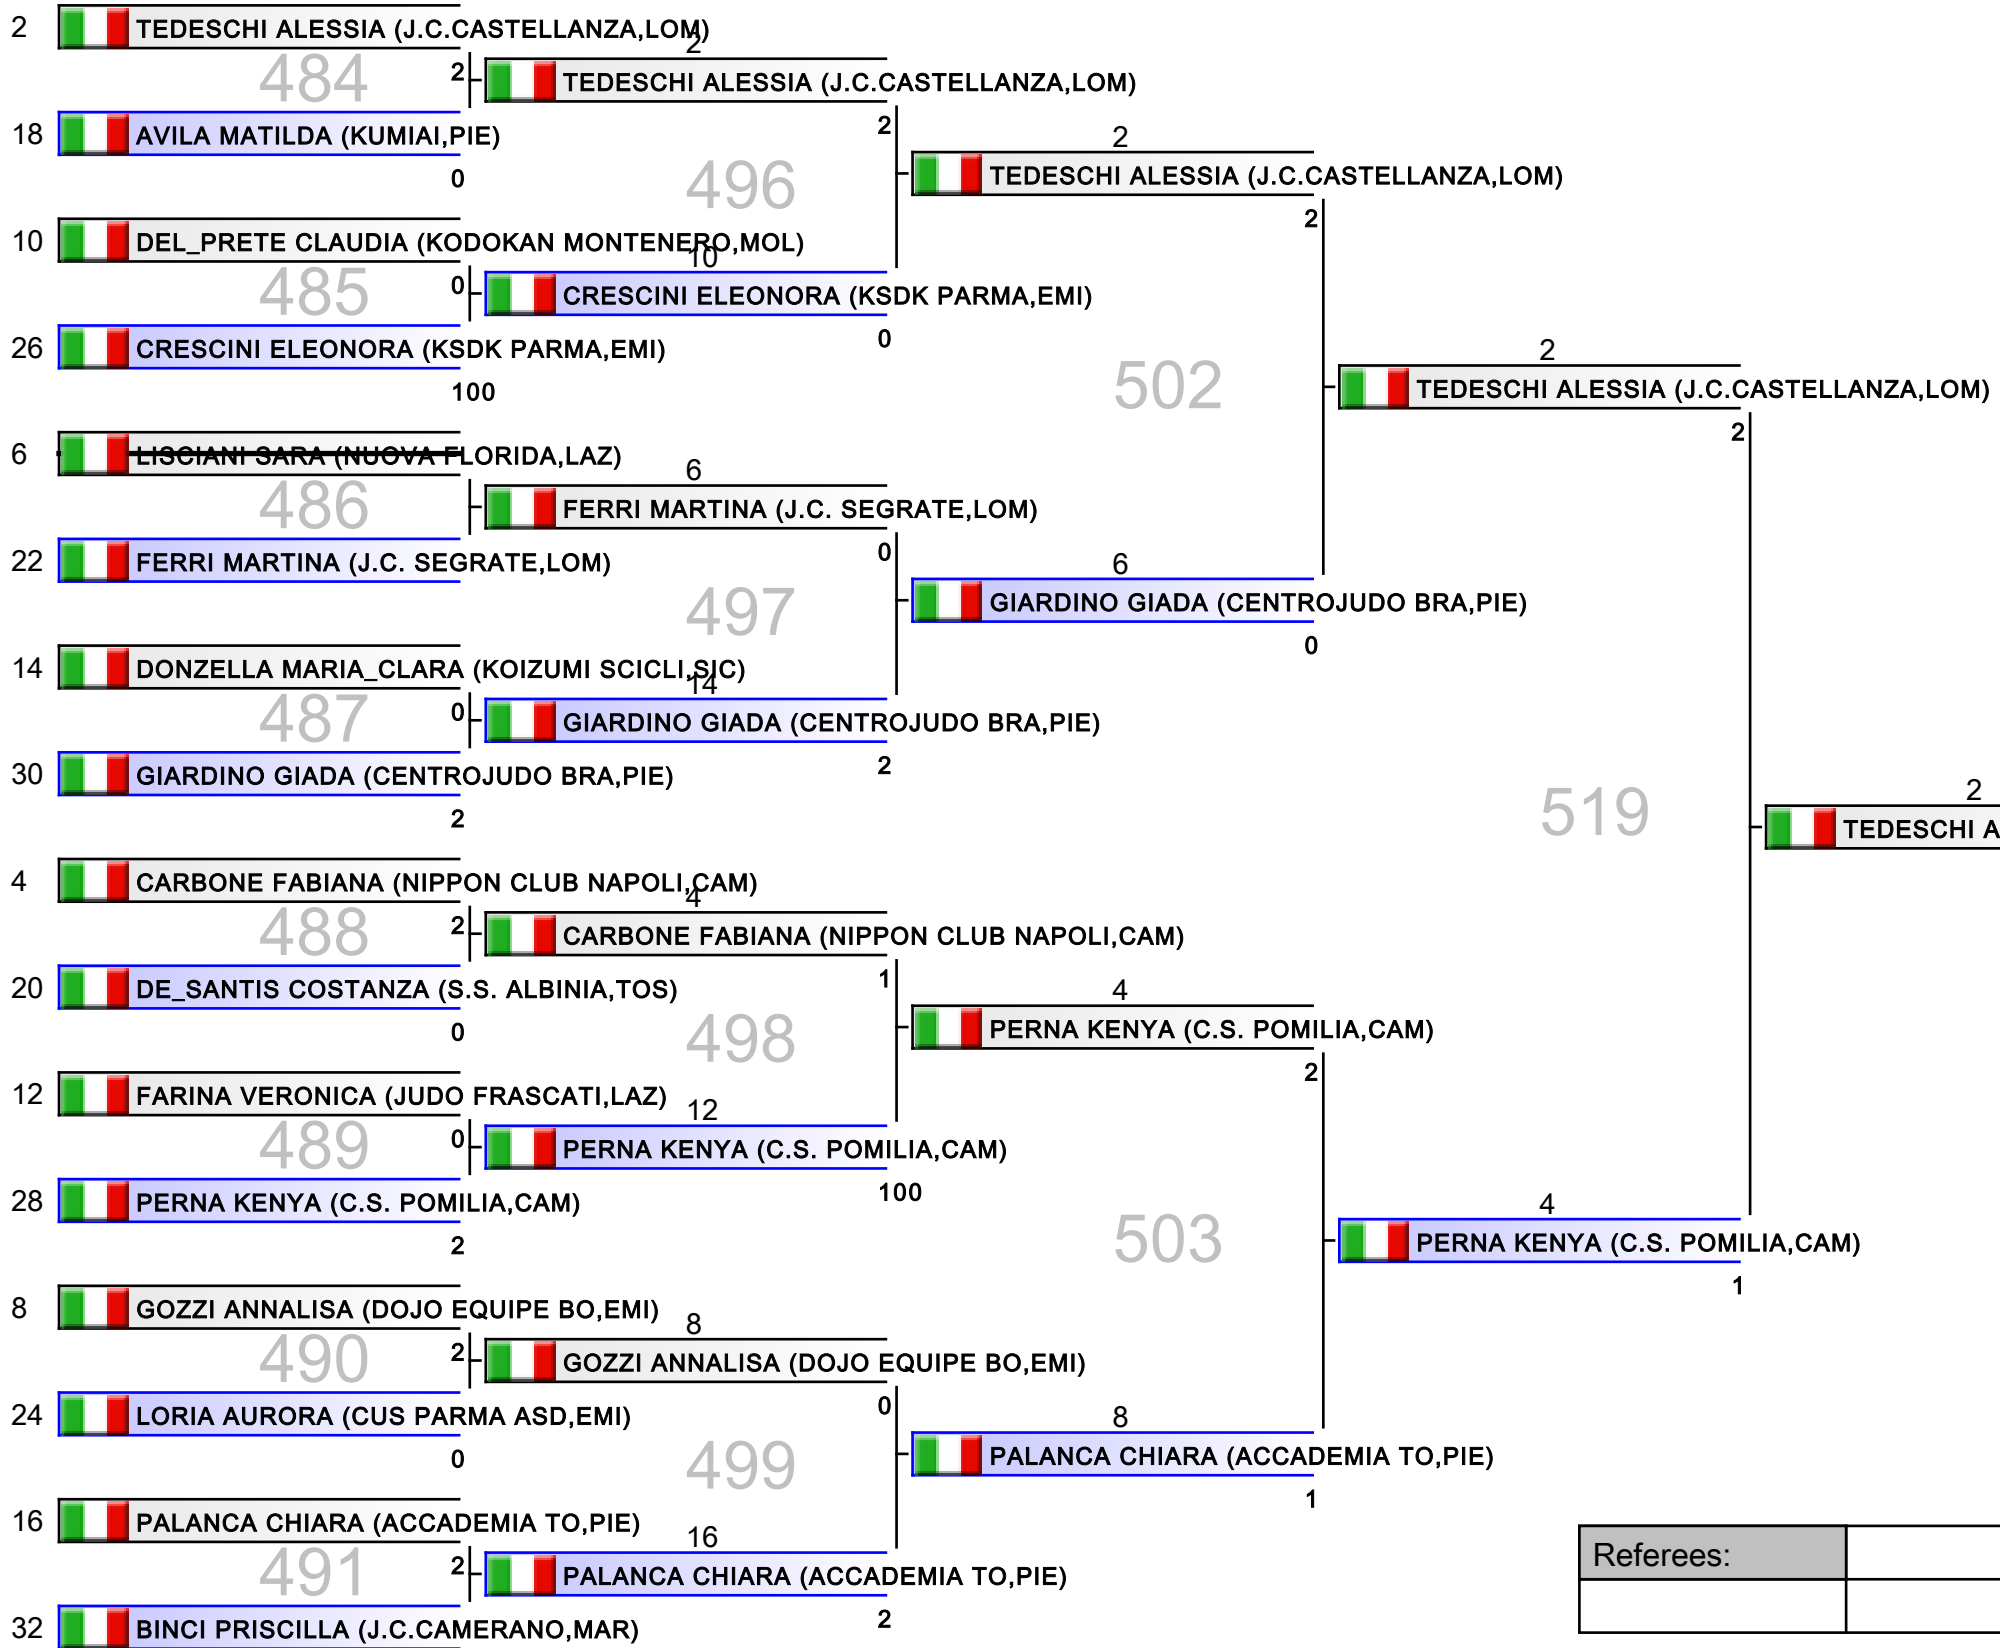 2 TEDESCHI ALESSIA (J.C.CASTELLANZA,LOM)
2
484 2 TEDESCHI ALESSIA (J.C.CASTELLANZA,LOM)
18 AVILA MATILDA (KUMIAI,PIE) 2 2
0 496 TEDESCHI ALESSIA (J.C.CASTELLANZA,LOM)
2
10 DEL_PRETE CLAUDIA (KODOKAN MONTENERO,MOL)
10
485 0 CRESCINI ELEONORA (KSDK PARMA,EMI)
0
26 CRESCINI ELEONORA (KSDK PARMA,EMI) 2
100 502 TEDESCHI ALESSIA (J.C.CASTELLANZA,LOM)
2
6 LISCIANI SARA (NUOVA FLORIDA,LAZ)
6
486 FERRI MARTINA (J.C. SEGRATE,LOM)
22 FERRI MARTINA (J.C. SEGRATE,LOM) 0 6
497 GIARDINO GIADA (CENTROJUDO BRA,PIE)
0
14 DONZELLA MARIA_CLARA (KOIZUMI SCICLI,SIC)
14
487 0 GIARDINO GIADA (CENTROJUDO BRA,PIE)
30 GIARDINO GIADA (CENTROJUDO BRA,PIE) 2
2 519 2
TEDESCHI A
4 CARBONE FABIANA (NIPPON CLUB NAPOLI,CAM)
4
488 2 CARBONE FABIANA (NIPPON CLUB NAPOLI,CAM)
20 DE_SANTIS COSTANZA (S.S. ALBINIA,TOS) 1 4
0 498 PERNA KENYA (C.S. POMILIA,CAM)
2
12 FARINA VERONICA (JUDO FRASCATI,LAZ)
12
489 0 PERNA KENYA (C.S. POMILIA,CAM)
28 PERNA KENYA (C.S. POMILIA,CAM) 100 4
2 503 PERNA KENYA (C.S. POMILIA,CAM)
1
8 GOZZI ANNALISA (DOJO EQUIPE BO,EMI)
8
490 2 GOZZI ANNALISA (DOJO EQUIPE BO,EMI)
24 LORIA AURORA (CUS PARMA ASD,EMI) 0 8
0 499 PALANCA CHIARA (ACCADEMIA TO,PIE)
1
16 PALANCA CHIARA (ACCADEMIA TO,PIE)
16
491 2 PALANCA CHIARA (ACCADEMIA TO,PIE)
Referees:
32 BINCI PRISCILLA (J.C.CAMERANO,MAR) 2